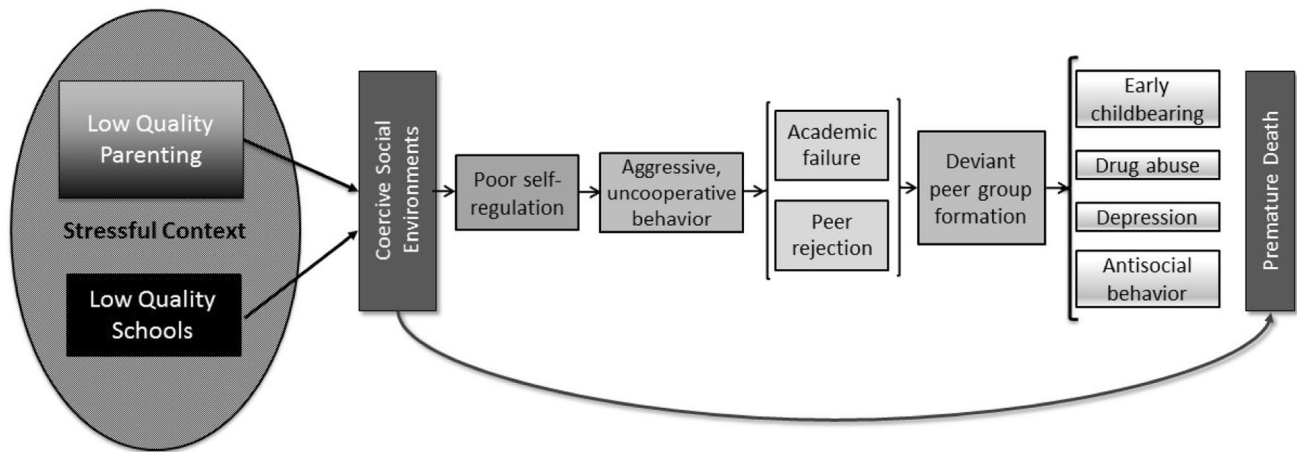 Low Quality
Parenting
Stressful Context
Low Quality
Schools
Coercive Social
Environments
Poor self-
regulation
Aggressive,
uncooperative
behavior
Academic
failure
Peer
rejection
Deviant
peer group
formation
Early
childbearing
Drug abuse
Depression
Antisocial
behavior
Premature Death